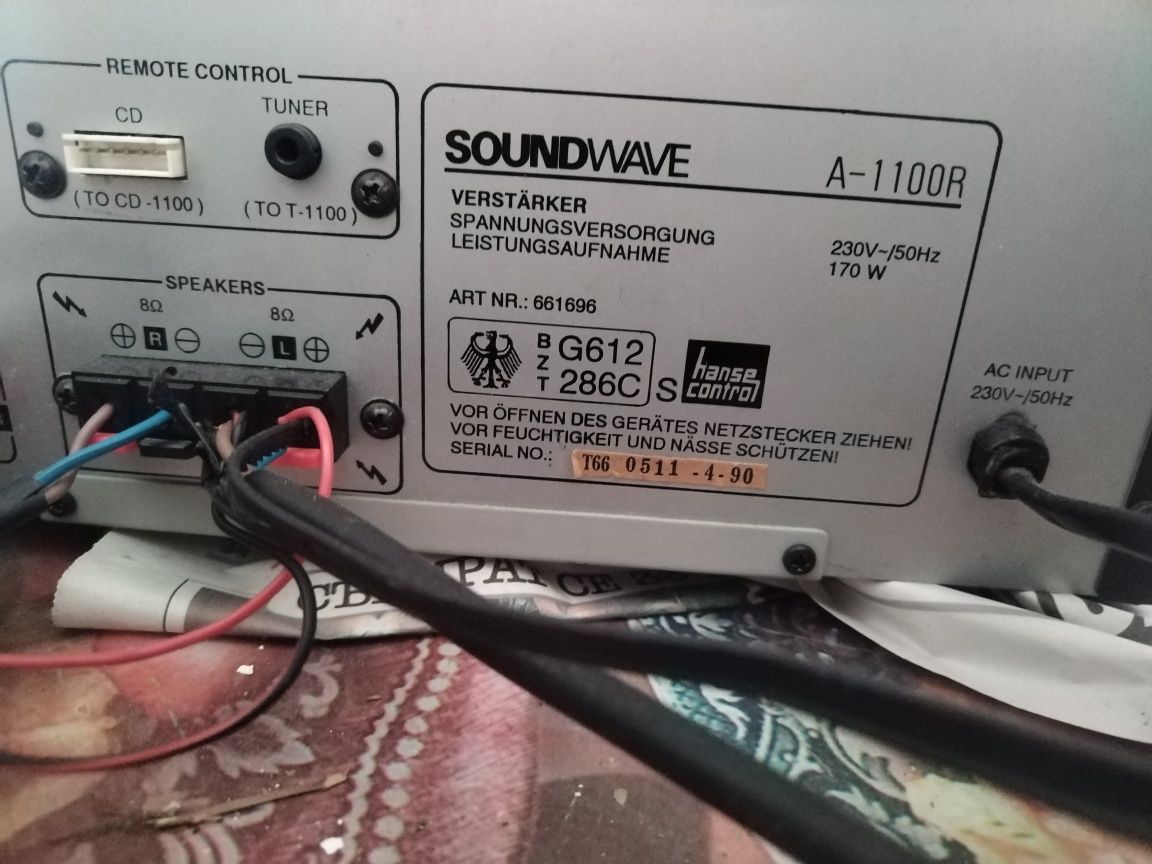 REMOTE CONTROL
CD
TUNER
(TO CD-1100)
(TO T-1100)
SPEAKERS
8Ω
8Ω
⊕ R ⊖
⊖ L ⊕
SOUNDWAVE
A-1100R
VERSTÄRKER
SPANNUNGSVERSORGUNG 230V~/50Hz
LEISTUNGSAUFNAHME 170 W
ART NR.: 661696
BZT
G612
286C S
hanse
control
VOR ÖFFNEN DES GERÄTES NETZSTECKER ZIEHEN!
VOR FEUCHTIGKEIT UND NÄSSE SCHÜTZEN!
SERIAL NO.: T66 0511 -4-90
AC INPUT
230V~/50Hz